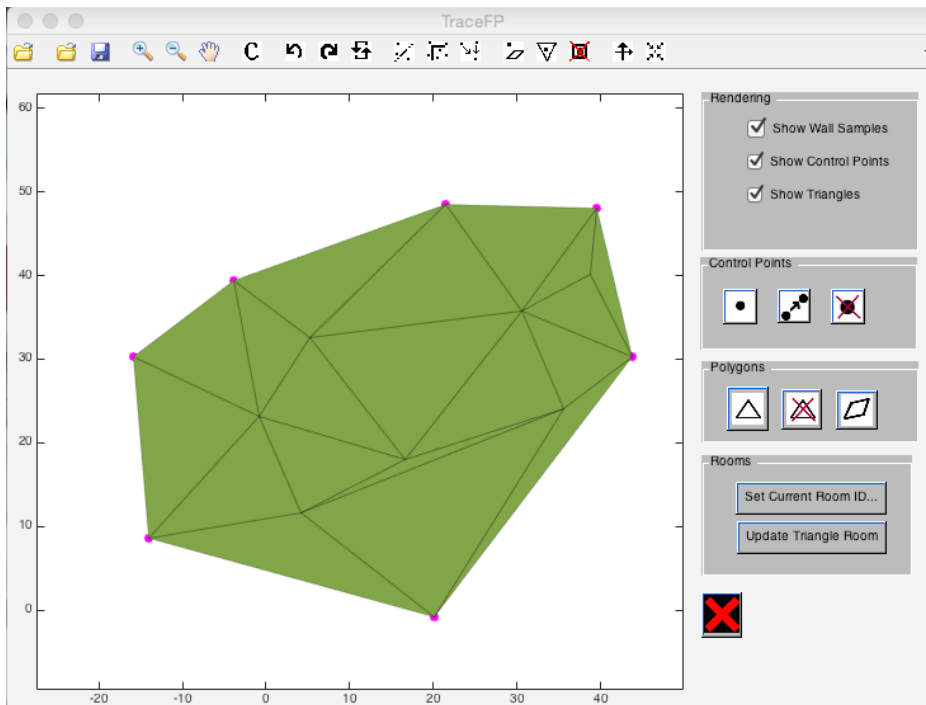 TraceFP
C
60
50
40
30
20
10
0
-20
-10
0
10
20
30
40
Rendering
Show Wall Samples
Show Control Points
Show Triangles
Control Points
Polygons
Rooms
Set Current Room ID...
Update Triangle Room